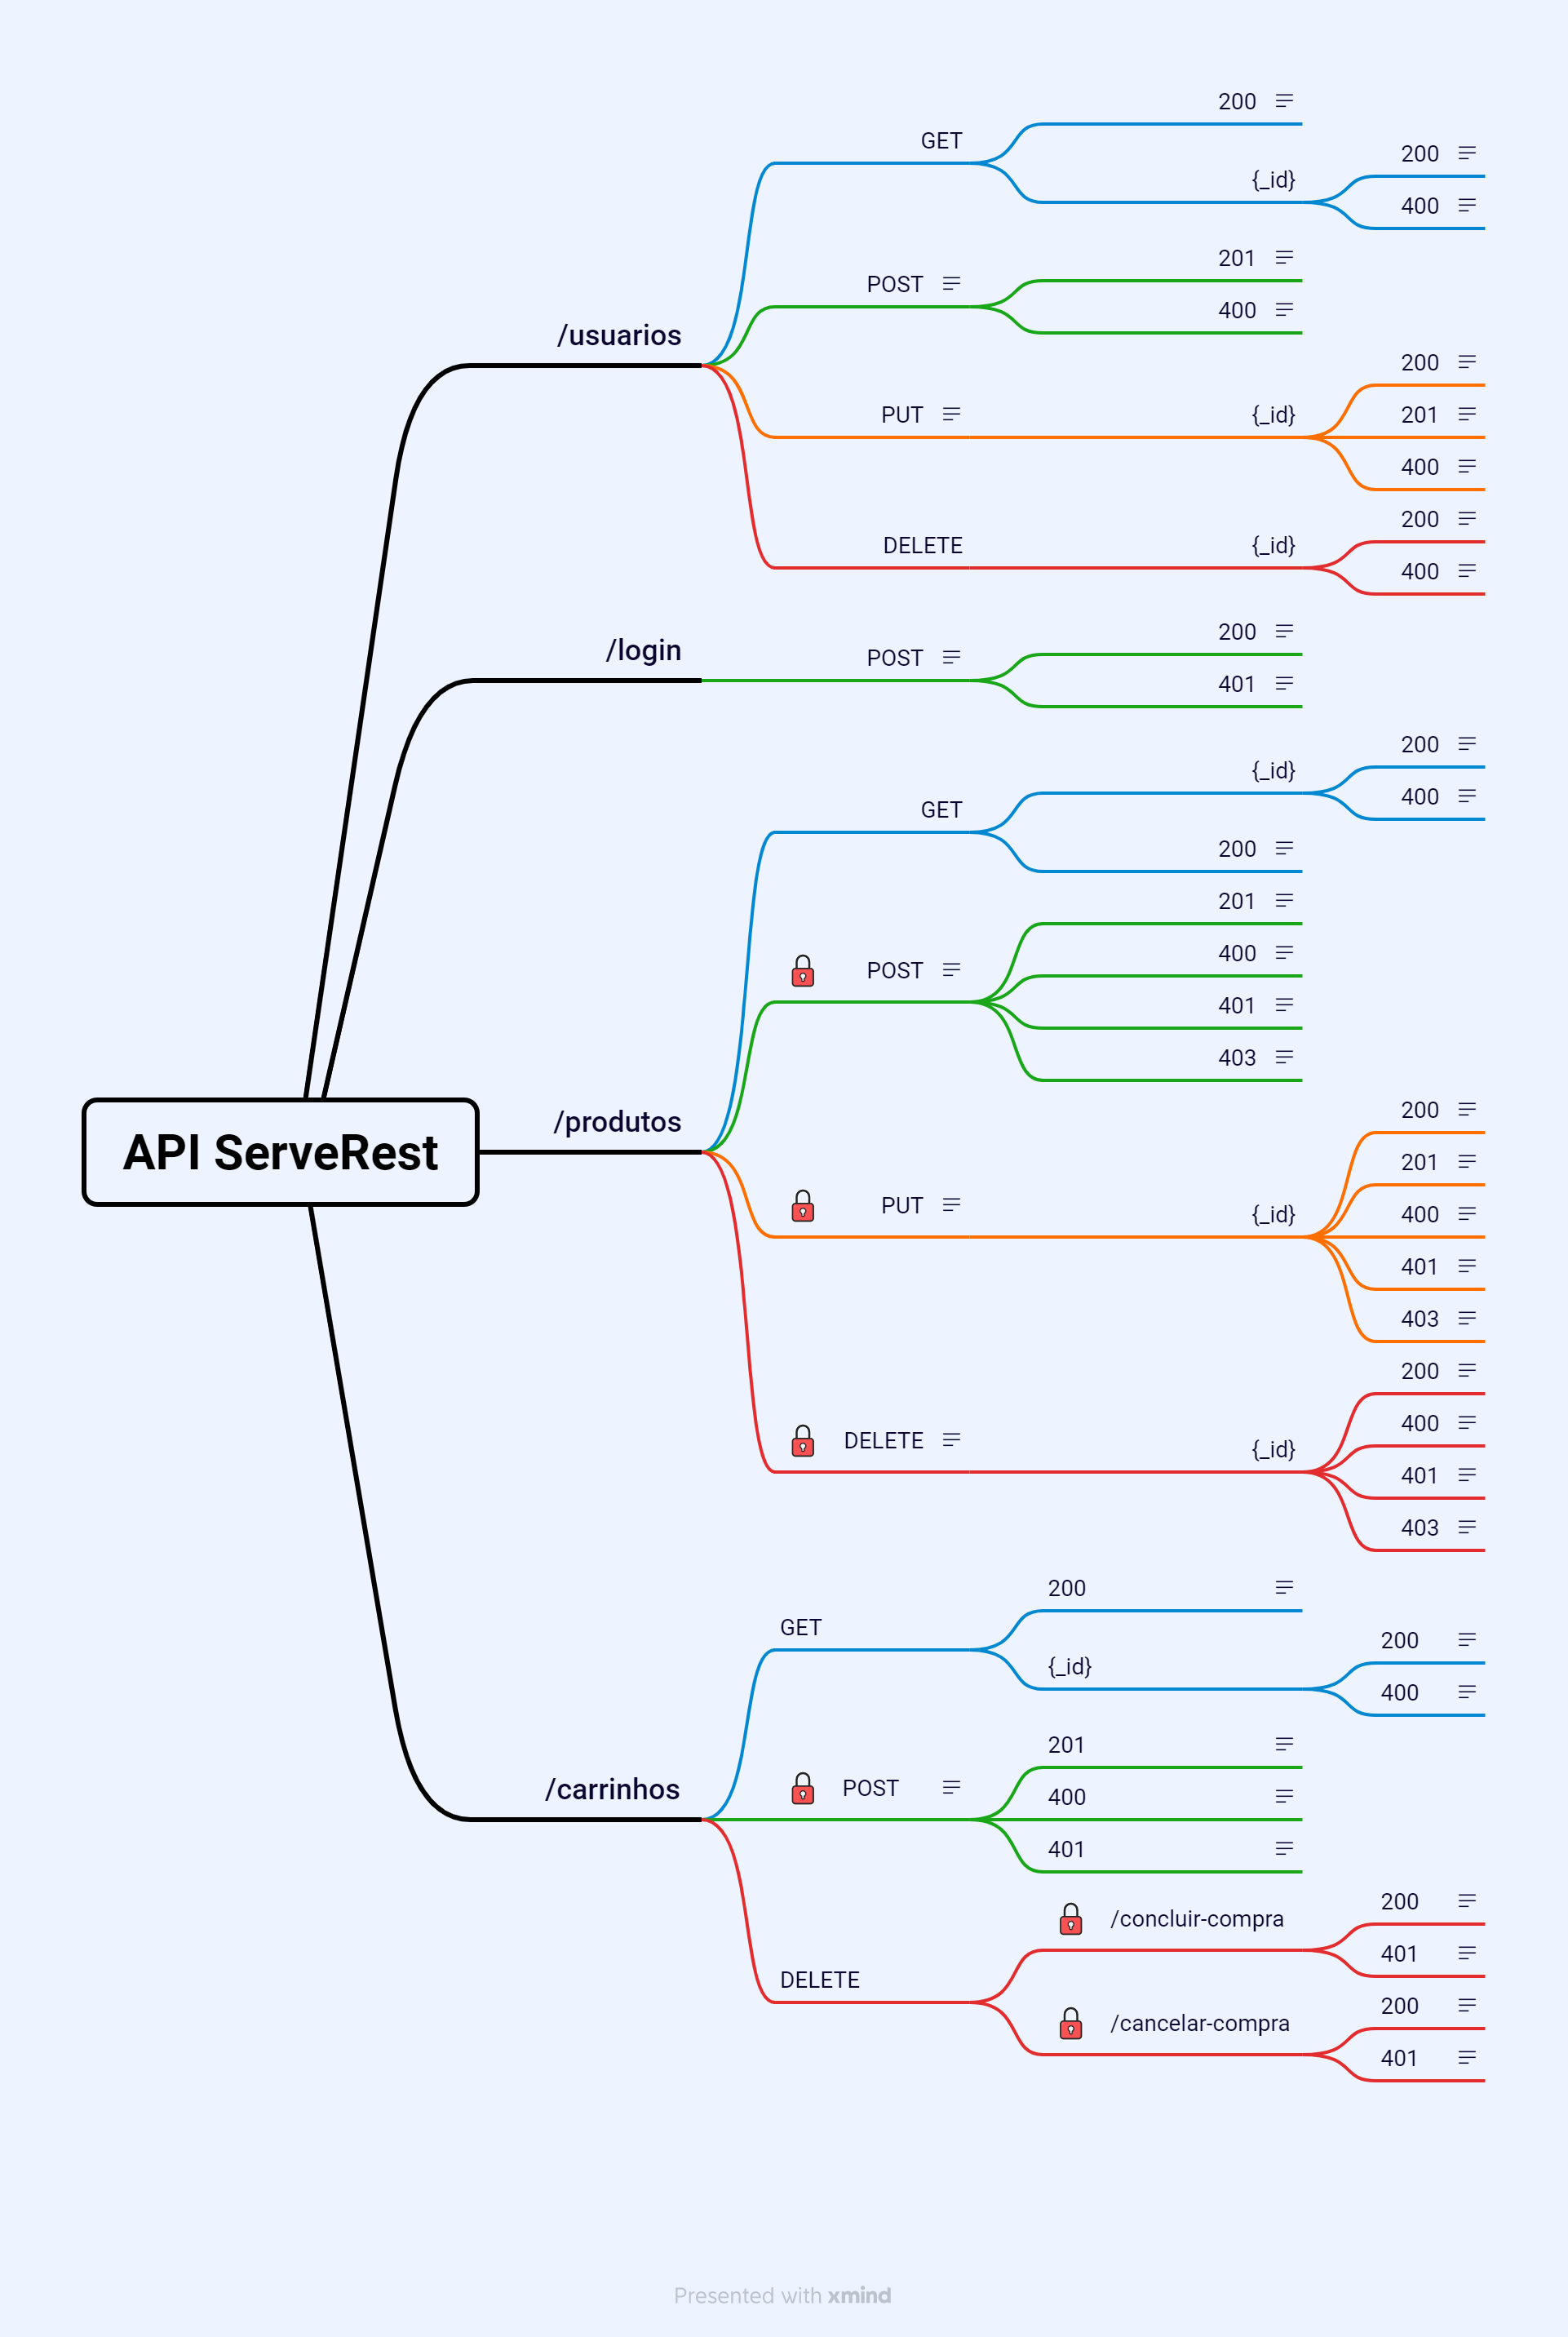 200
GET
{_id}
200
400
/usuarios
POST
201
400
PUT
{_id}
200
201
400
DELETE
{_id}
200
400
/login
POST
200
401
GET
{_id}
200
400
200
POST
201
400
401
403
API ServeRest
/produtos
PUT
{_id}
200
201
400
401
403
DELETE
{_id}
200
400
401
403
/carrinhos
GET
200
{_id}
200
400
POST
201
400
401
DELETE
/concluir-compra
200
401
/cancelar-compra
200
401
Presented with xmind